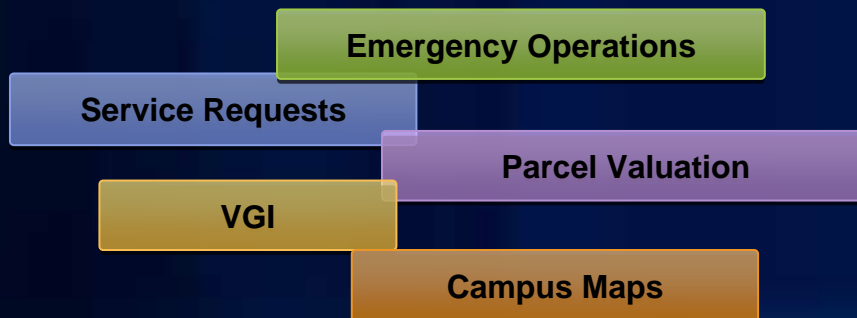 Emergency Operations
Service Requests
Parcel Valuation
VGI
Campus Maps